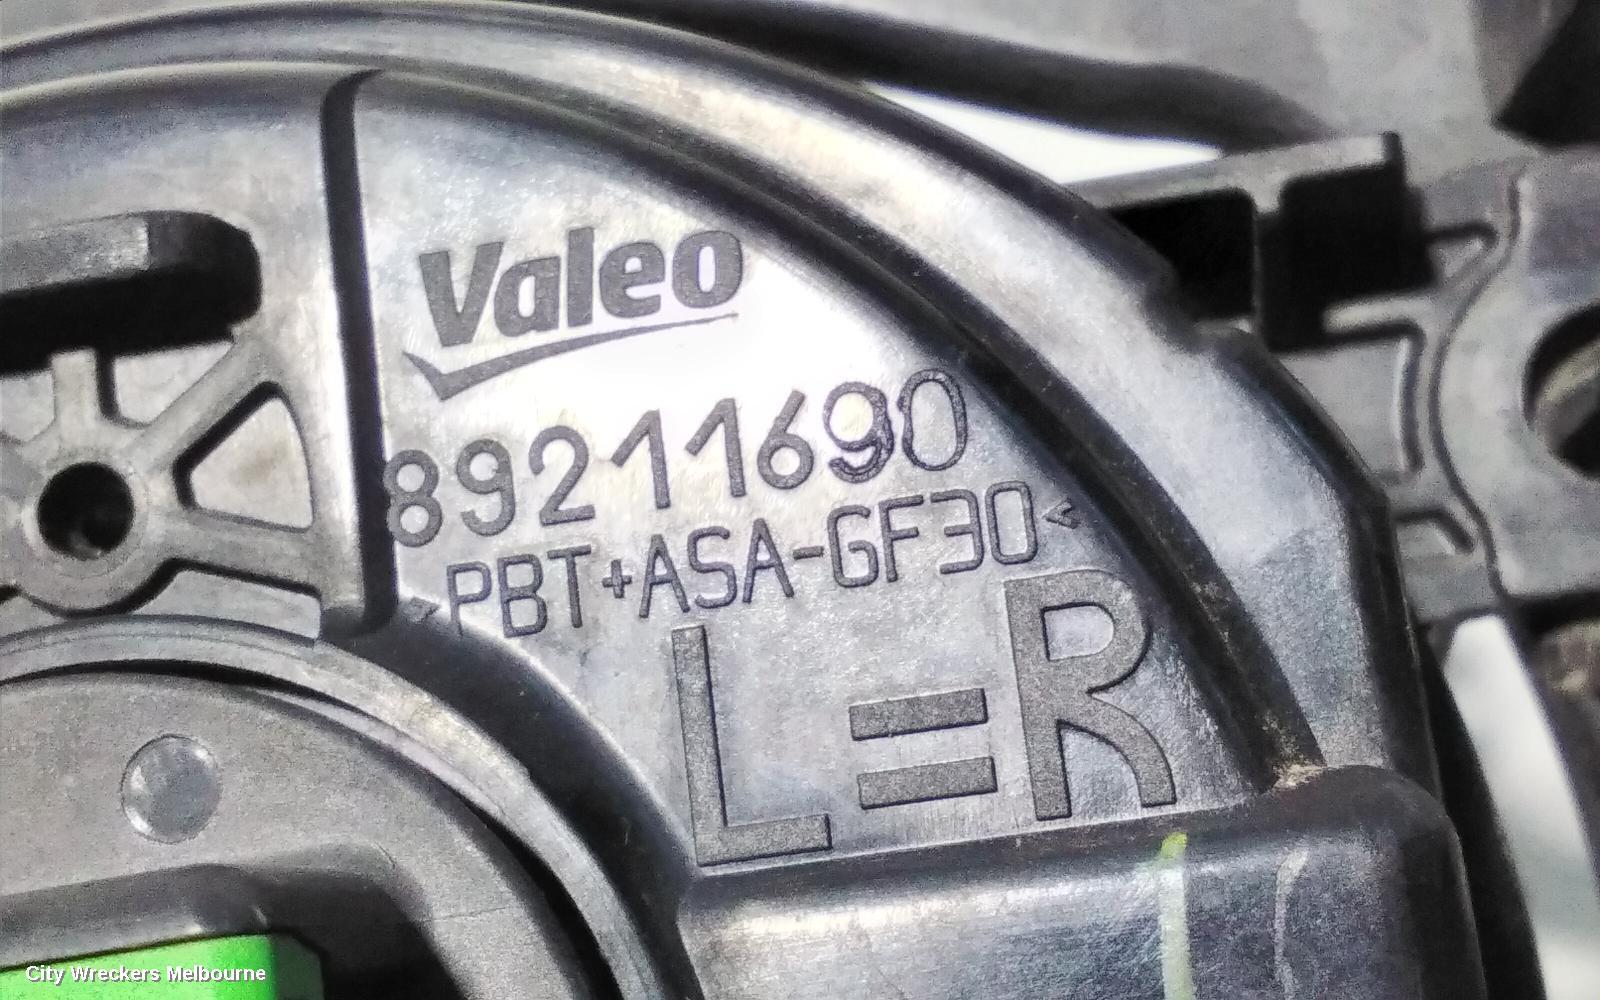 Valeo
89211690
>PBT+ASA-GF30<
L=R
City Wreckers Melbourne